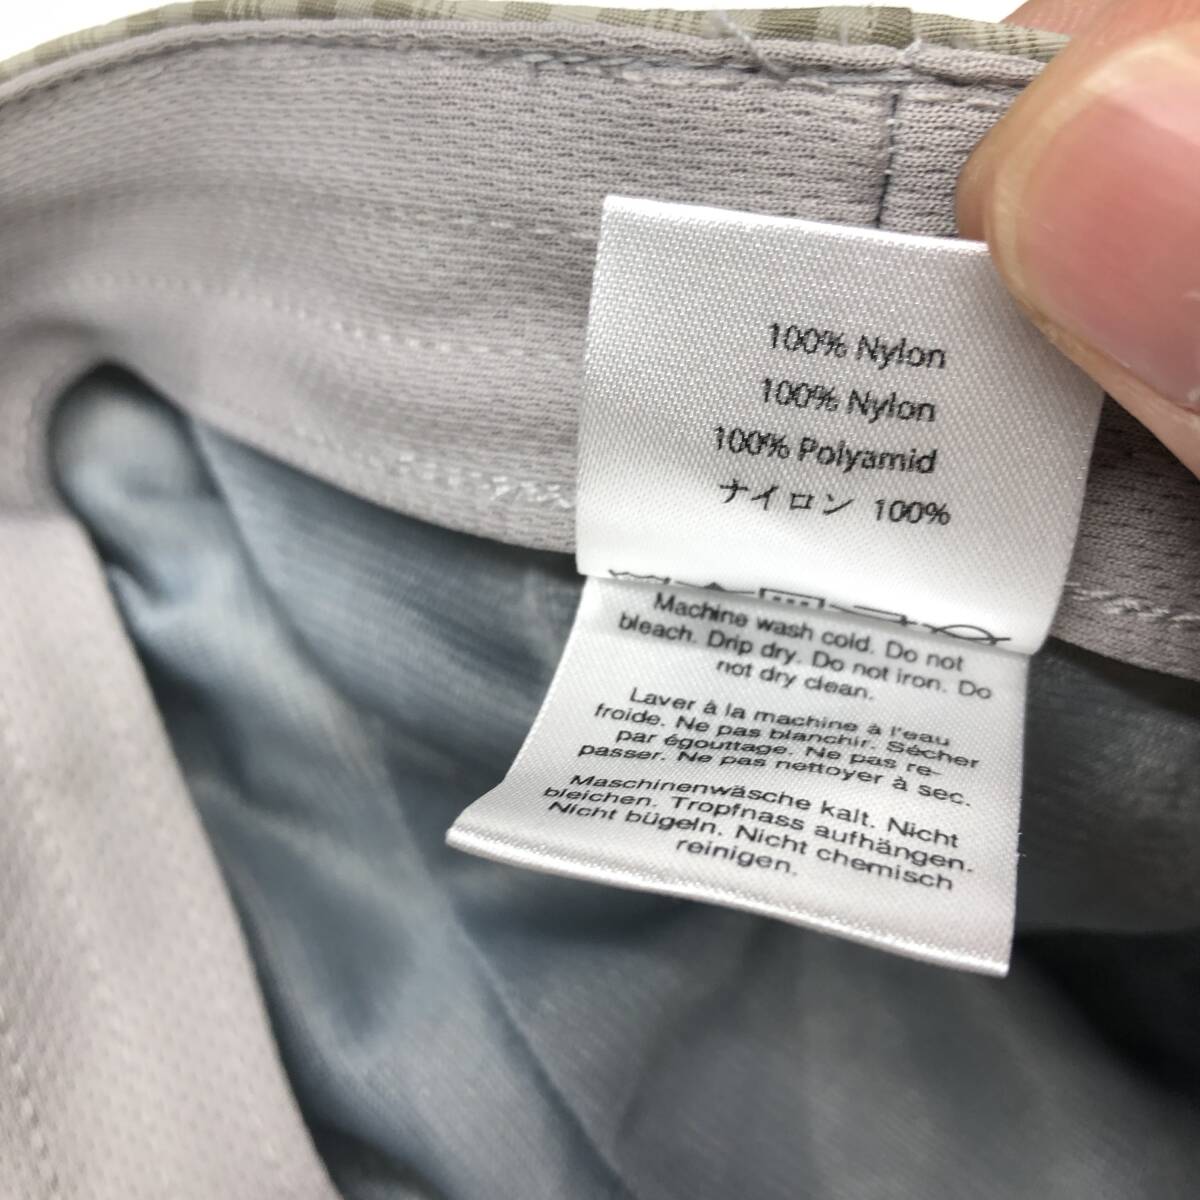 100% Nylon
100% Nylon
100% Polyamid
ナイロン 100%
Machine wash cold. Do not
bleach. Drip dry. Do not iron. Do
not dry clean.
Laver à la machine à l'eau
froide. Ne pas blanchir. Sécher
par égouttage. Ne pas re-
passer. Ne pas nettoyer à sec.
Maschinenwäsche kalt. Nicht
bleichen. Tropfnass aufhängen.
Nicht bügeln. Nicht chemisch
reinigen.